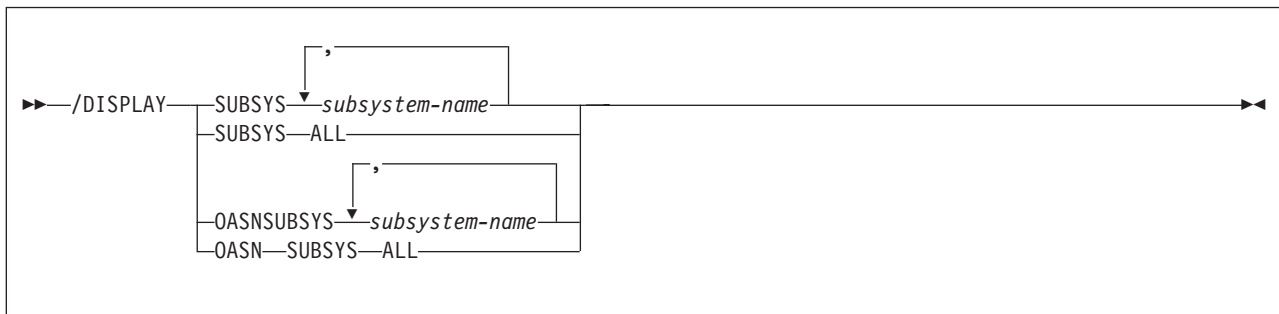 ,
/DISPLAY SUBSYS subsystem-name
SUBSYS ALL
,
OASNSUBSYS subsystem-name
OASN SUBSYS ALL